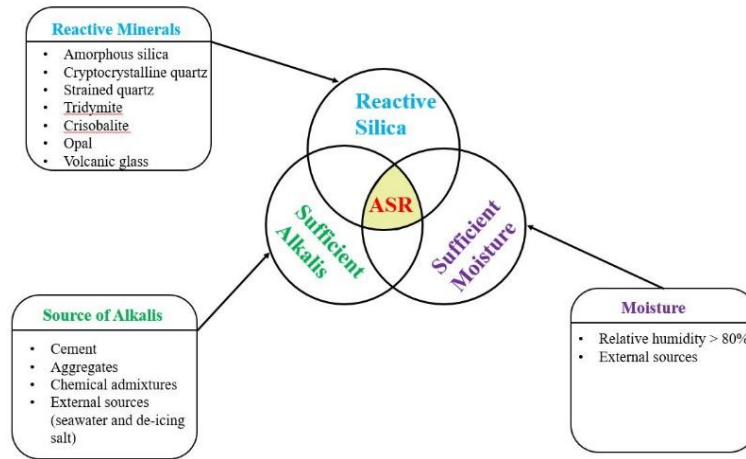 Reactive Minerals
• Amorphous silica
• Cryptocrystalline quartz
• Strained quartz
• Tridymite
• Crisobalite
• Opal
• Volcanic glass
Reactive
Silica
ASR
Sufficient
Alkalis
Sufficient
Moisture
Source of Alkalis
• Cement
• Aggregates
• Chemical admixtures
• External sources
(seawater and de-icing
salt)
Moisture
• Relative humidity > 80%
• External sources